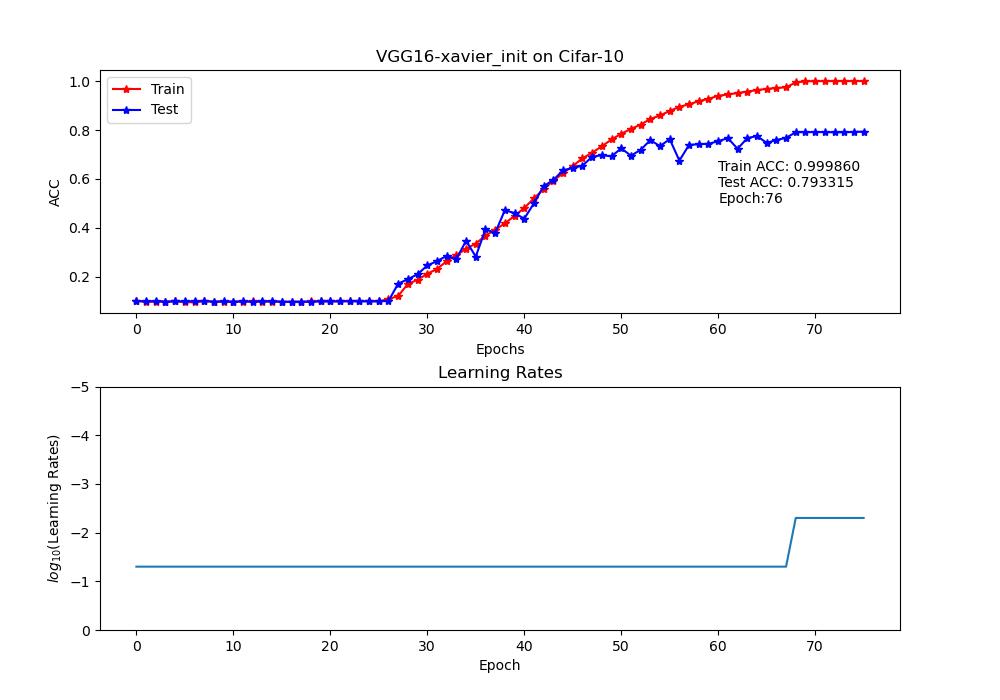 VGG16-xavier_init on Cifar-10
1.0
0.8
0.6
0.4
0.2
ACC
Train
Test
Train ACC: 0.999860
Test ACC: 0.793315
Epoch:76
0 10 20 30 40 50 60 70
Epochs
Learning Rates
−5
−4
−3
−2
−1
0
log10(Learning Rates)
0 10 20 30 40 50 60 70
Epoch